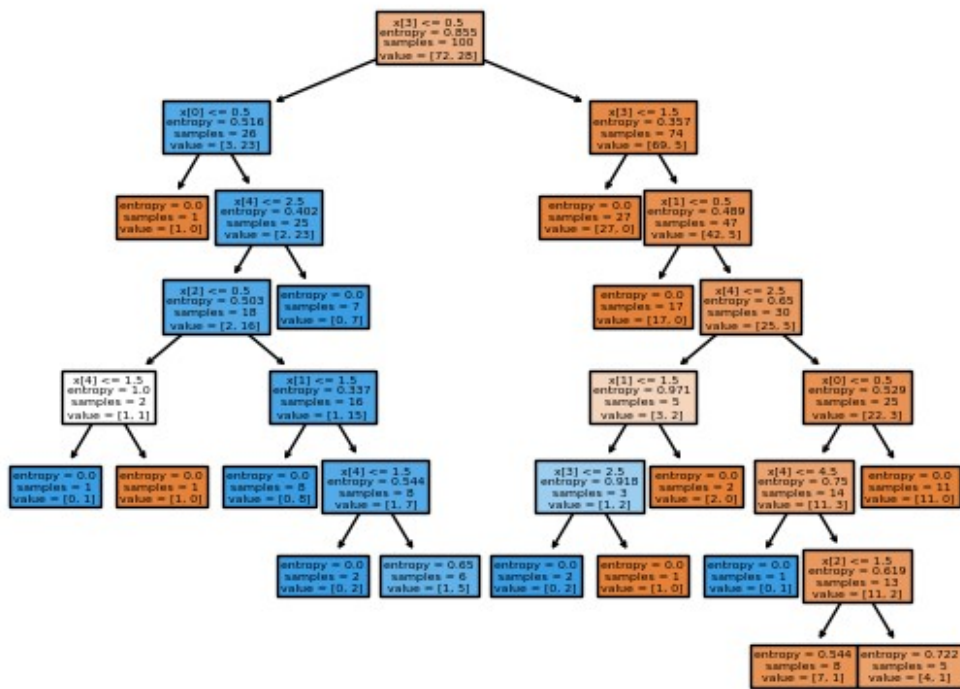 x[3] <= 0.5
entropy = 0.855
samples = 100
value = [72, 28]
x[0] <= 0.5
entropy = 0.516
samples = 26
value = [3, 23]
x[3] <= 1.5
entropy = 0.357
samples = 74
value = [69, 5]
entropy = 0.0
samples = 1
value = [1, 0]
x[4] <= 2.5
entropy = 0.402
samples = 25
value = [2, 23]
entropy = 0.0
samples = 27
value = [27, 0]
x[1] <= 0.5
entropy = 0.489
samples = 47
value = [42, 5]
x[2] <= 0.5
entropy = 0.503
samples = 18
value = [2, 16]
entropy = 0.0
samples = 7
value = [0, 7]
entropy = 0.0
samples = 17
value = [17, 0]
x[4] <= 2.5
entropy = 0.65
samples = 30
value = [25, 5]
x[4] <= 1.5
entropy = 1.0
samples = 2
value = [1, 1]
x[1] <= 1.5
entropy = 0.337
samples = 16
value = [1, 15]
x[1] <= 1.5
entropy = 0.971
samples = 5
value = [3, 2]
x[0] <= 0.5
entropy = 0.529
samples = 25
value = [22, 3]
entropy = 0.0
samples = 1
value = [0, 1]
entropy = 0.0
samples = 1
value = [1, 0]
entropy = 0.0
samples = 8
value = [0, 8]
x[4] <= 1.5
entropy = 0.544
samples = 8
value = [1, 7]
x[3] <= 2.5
entropy = 0.918
samples = 3
value = [1, 2]
entropy = 0.0
samples = 2
value = [2, 0]
x[4] <= 4.5
entropy = 0.75
samples = 14
value = [11, 3]
entropy = 0.0
samples = 11
value = [11, 0]
entropy = 0.0
samples = 2
value = [0, 2]
entropy = 0.65
samples = 6
value = [1, 5]
entropy = 0.0
samples = 2
value = [0, 2]
entropy = 0.0
samples = 1
value = [1, 0]
entropy = 0.0
samples = 1
value = [0, 1]
x[2] <= 1.5
entropy = 0.619
samples = 13
value = [11, 2]
entropy = 0.544
samples = 8
value = [7, 1]
entropy = 0.722
samples = 5
value = [4, 1]